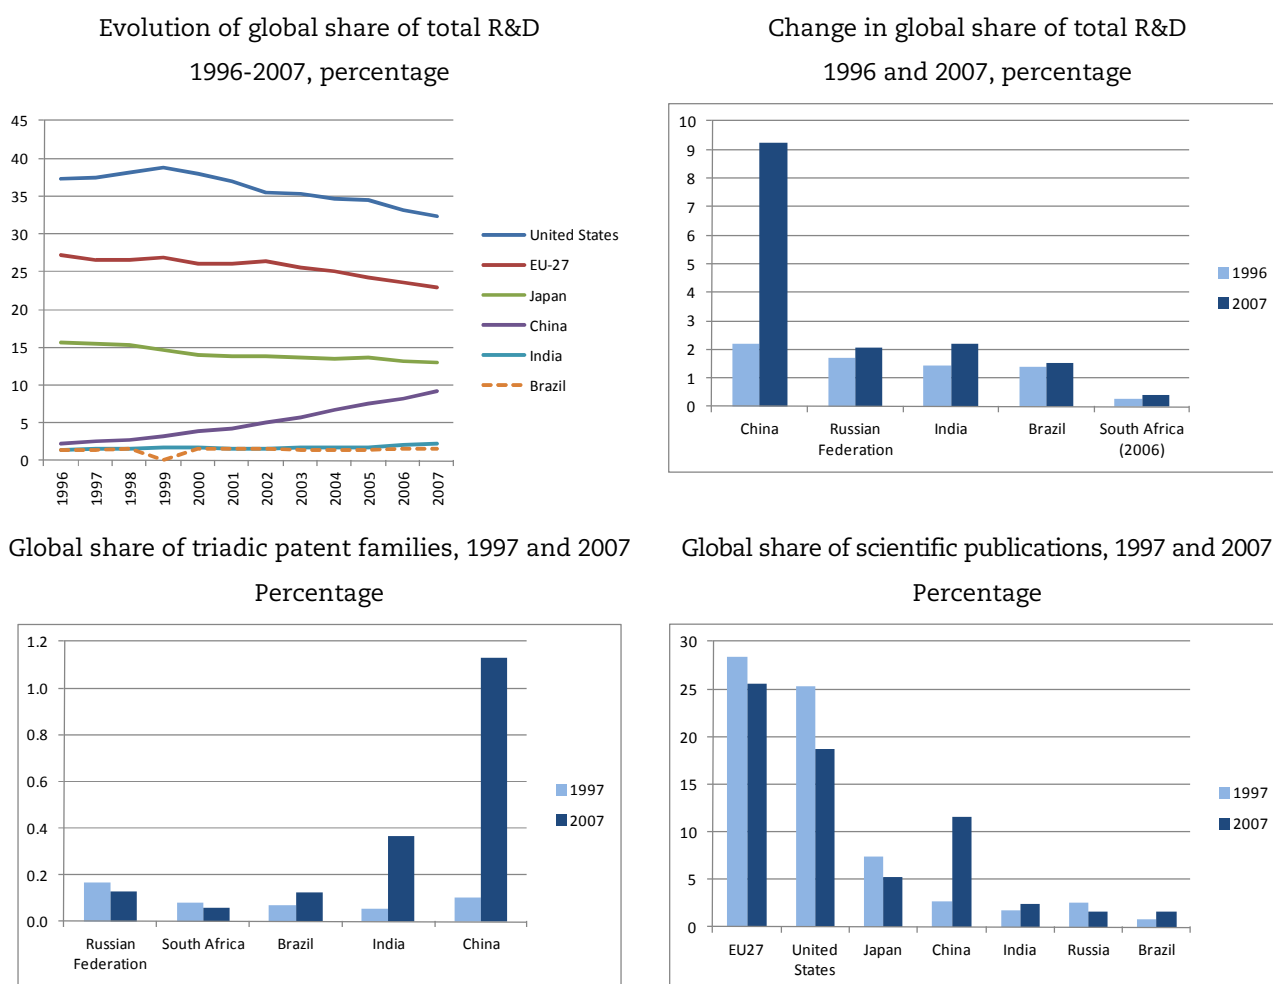 Evolution of global share of total R&D
1996-2007, percentage
45
40
35
30
25
20
15
10
5
0
1996
1997
1998
1999
2000
2001
2002
2003
2004
2005
2006
2007
United States
EU-27
Japan
China
India
Brazil
Change in global share of total R&D
1996 and 2007, percentage
10
9
8
7
6
5
4
3
2
1
0
China
Russian
Federation
India
Brazil
South Africa
(2006)
1996
2007
Global share of triadic patent families, 1997 and 2007
Percentage
1.2
1.0
0.8
0.6
0.4
0.2
0.0
Russian
Federation
South Africa
Brazil
India
China
1997
2007
Global share of scientific publications, 1997 and 2007
Percentage
30
25
20
15
10
5
0
EU27
United
States
Japan
China
India
Russia
Brazil
1997
2007